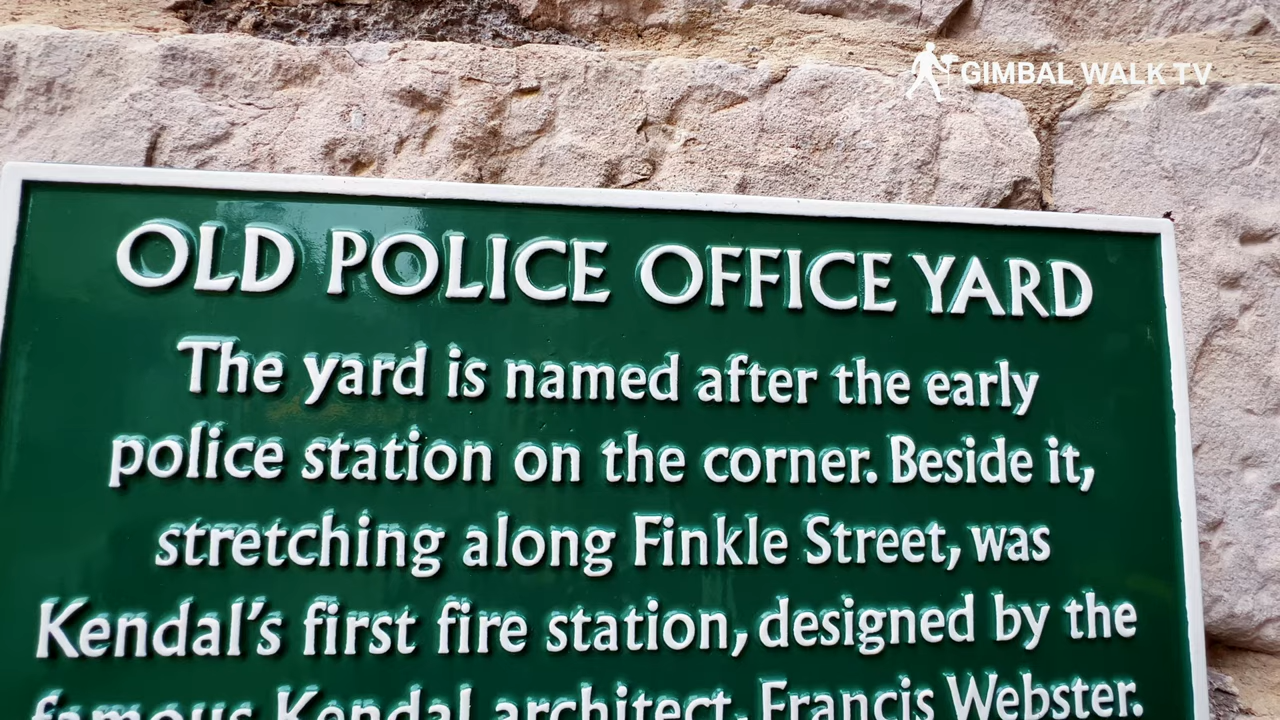 GIMBAL WALK TV
OLD POLICE OFFICE YARD
The yard is named after the early
police station on the corner. Beside it,
stretching along Finkle Street, was
Kendal's first fire station, designed by the
famous Kendal architect, Francis Webster.